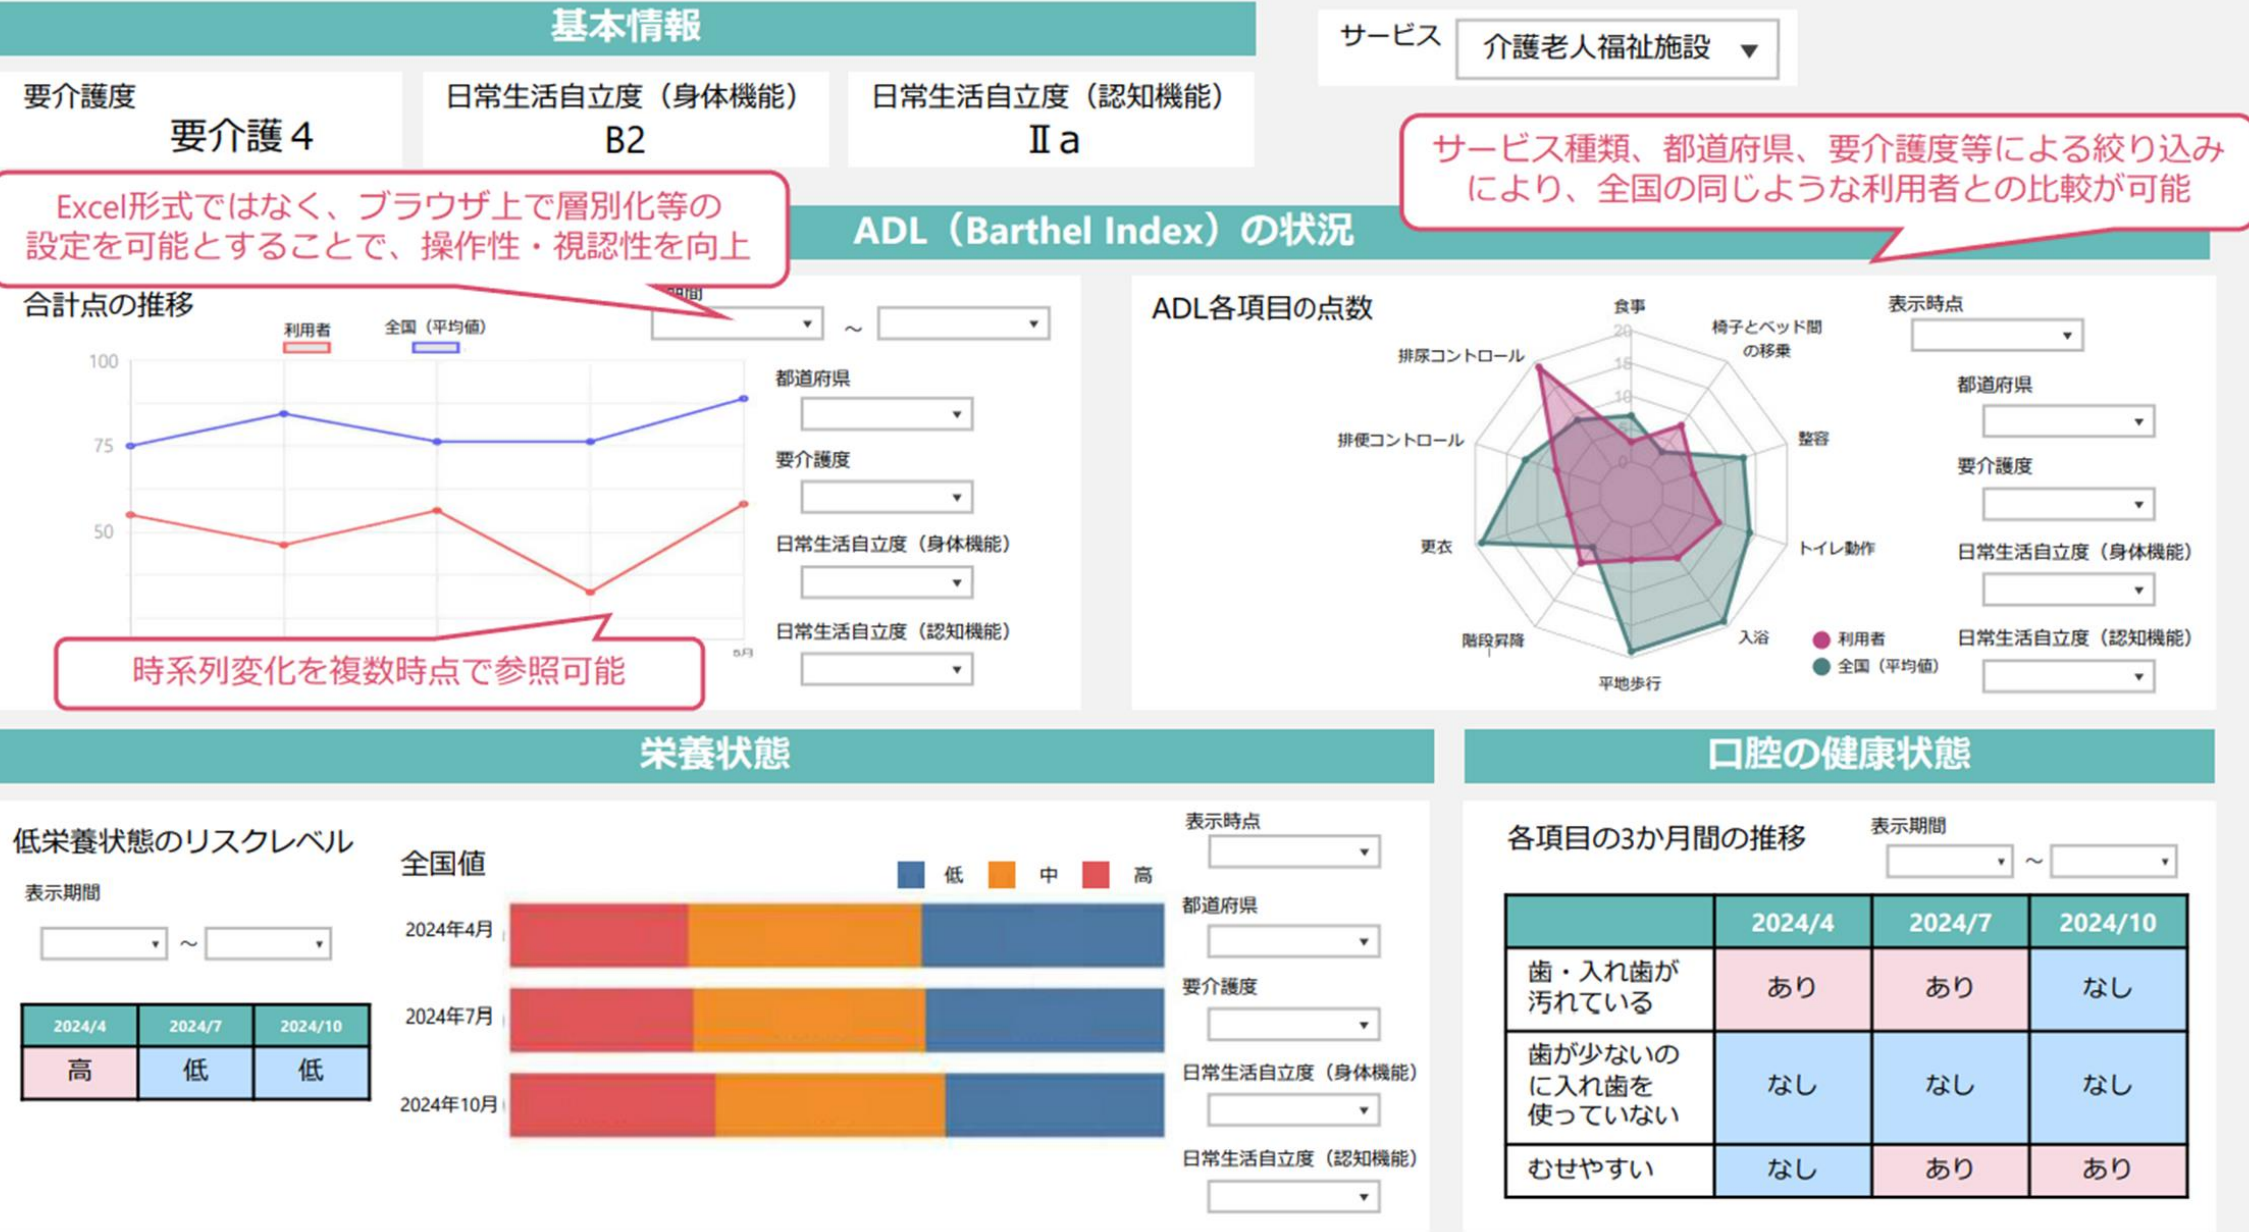 基本情報
サービス
介護老人福祉施設
要介護度
要介護4
日常生活自立度（身体機能）
B2
日常生活自立度（認知機能）
Ⅱa
Excel形式ではなく、ブラウザ上で層別化等の
設定を可能とすることで、操作性・視認性を向上
サービス種類、都道府県、要介護度等による絞り込み
により、全国の同じような利用者との比較が可能
ADL（Barthel Index）の状況
合計点の推移
利用者
全国（平均値）
～
100
75
50
5月
時系列変化を複数時点で参照可能
都道府県
要介護度
日常生活自立度（身体機能）
日常生活自立度（認知機能）
ADL各項目の点数
食事
椅子とベッド間
の移乗
整容
トイレ動作
入浴
平地歩行
階段昇降
更衣
排便コントロール
排尿コントロール
20
15
10
5
0
利用者
全国（平均値）
表示時点
都道府県
要介護度
日常生活自立度（身体機能）
日常生活自立度（認知機能）
栄養状態
低栄養状態のリスクレベル
表示期間
～
2024/4 2024/7 2024/10
高 低 低
全国値
低 中 高
2024年4月
2024年7月
2024年10月
表示時点
都道府県
要介護度
日常生活自立度（身体機能）
日常生活自立度（認知機能）
口腔の健康状態
各項目の3か月間の推移
表示期間
～
2024/4 2024/7 2024/10
歯・入れ歯が
汚れている
あり あり なし
歯が少ないの
に入れ歯を
使っていない
なし なし なし
むせやすい なし あり あり